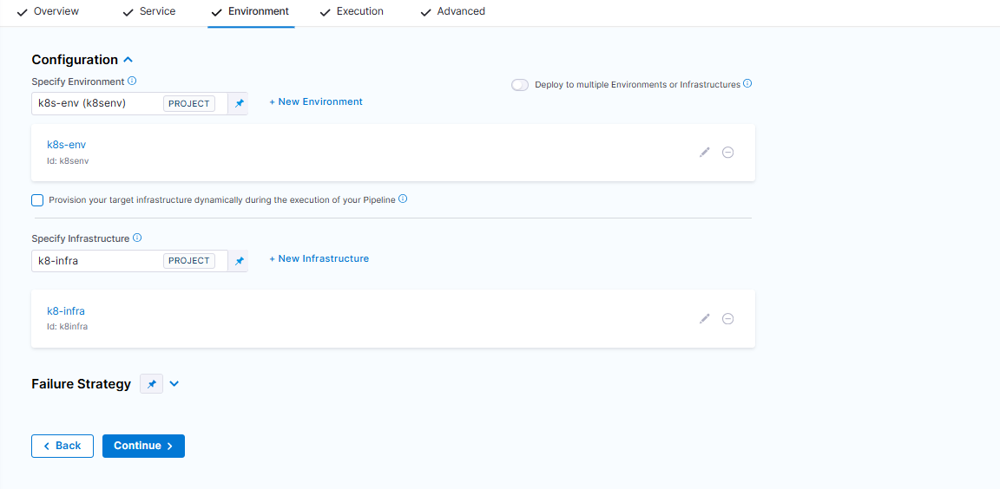 Overview
Service
Environment
Execution
Advanced
Configuration
Specify Environment
Deploy to multiple Environments or Infrastructures
k8s-env (k8senv) PROJECT
+ New Environment
k8s-env
Id: k8senv
Provision your target infrastructure dynamically during the execution of your Pipeline
Specify Infrastructure
k8-infra PROJECT
+ New Infrastructure
k8-infra
Id: k8infra
Failure Strategy
Back
Continue